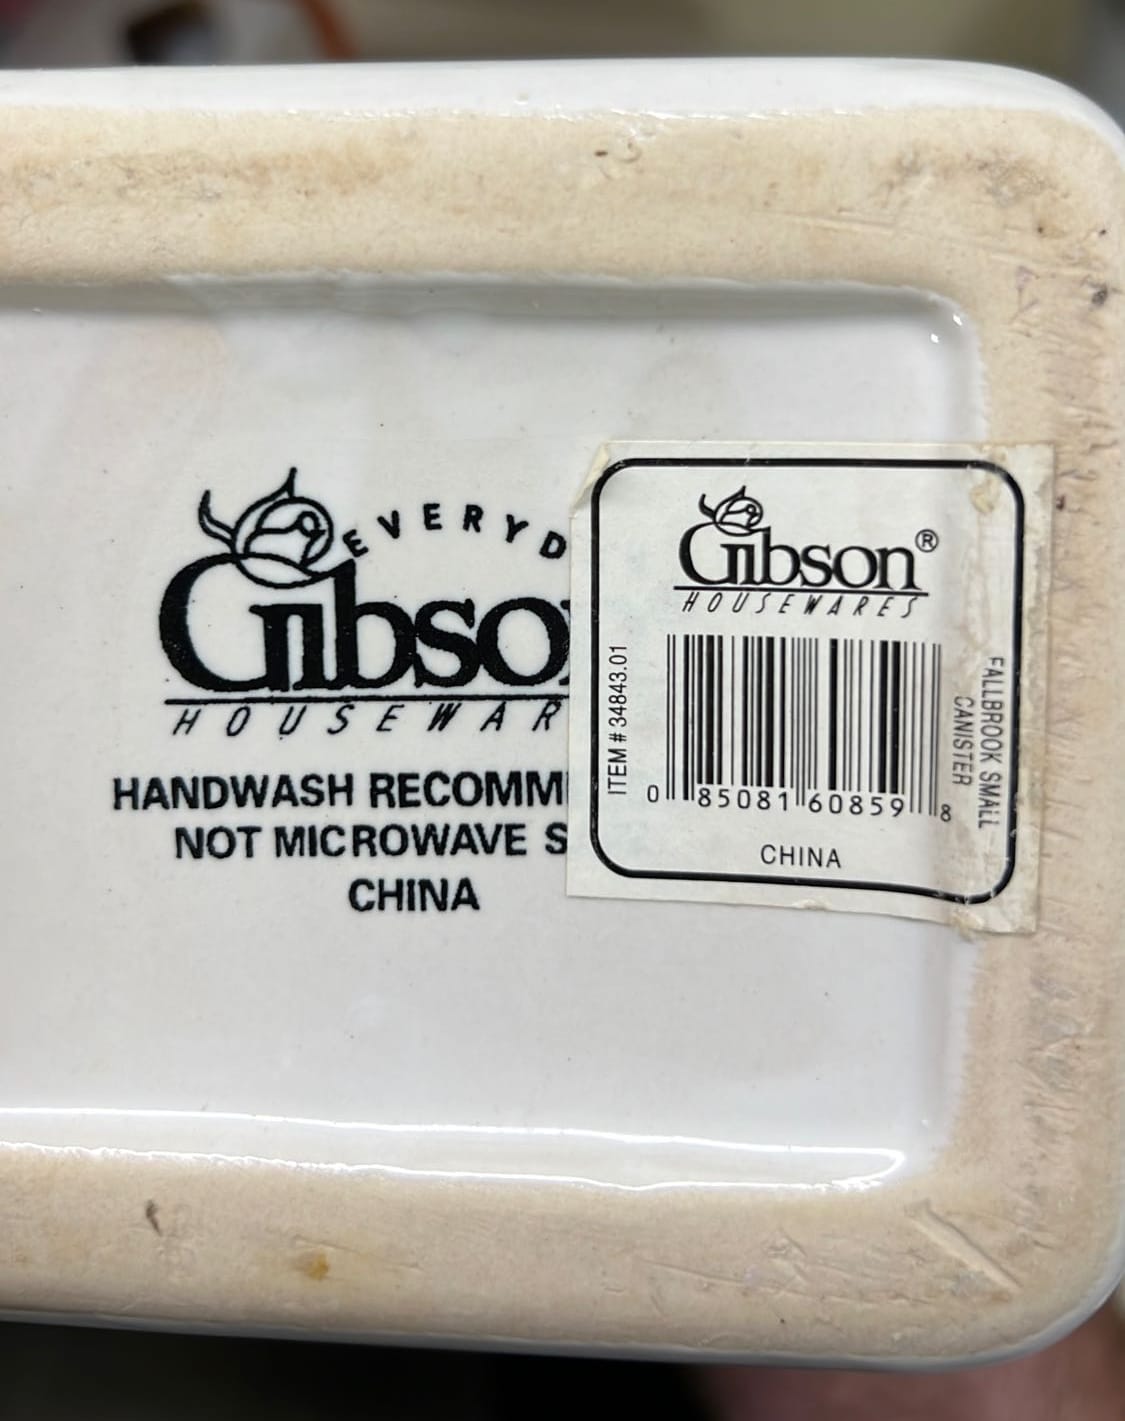 EVERYD
Gibso
HOUSEWAR
HANDWASH RECOMM
NOT MICROWAVE S
CHINA
Gibson®
HOUSEWARES
ITEM # 34843.01
0 85081 60859 8
FALLBROOK SMALL
CANISTER
CHINA